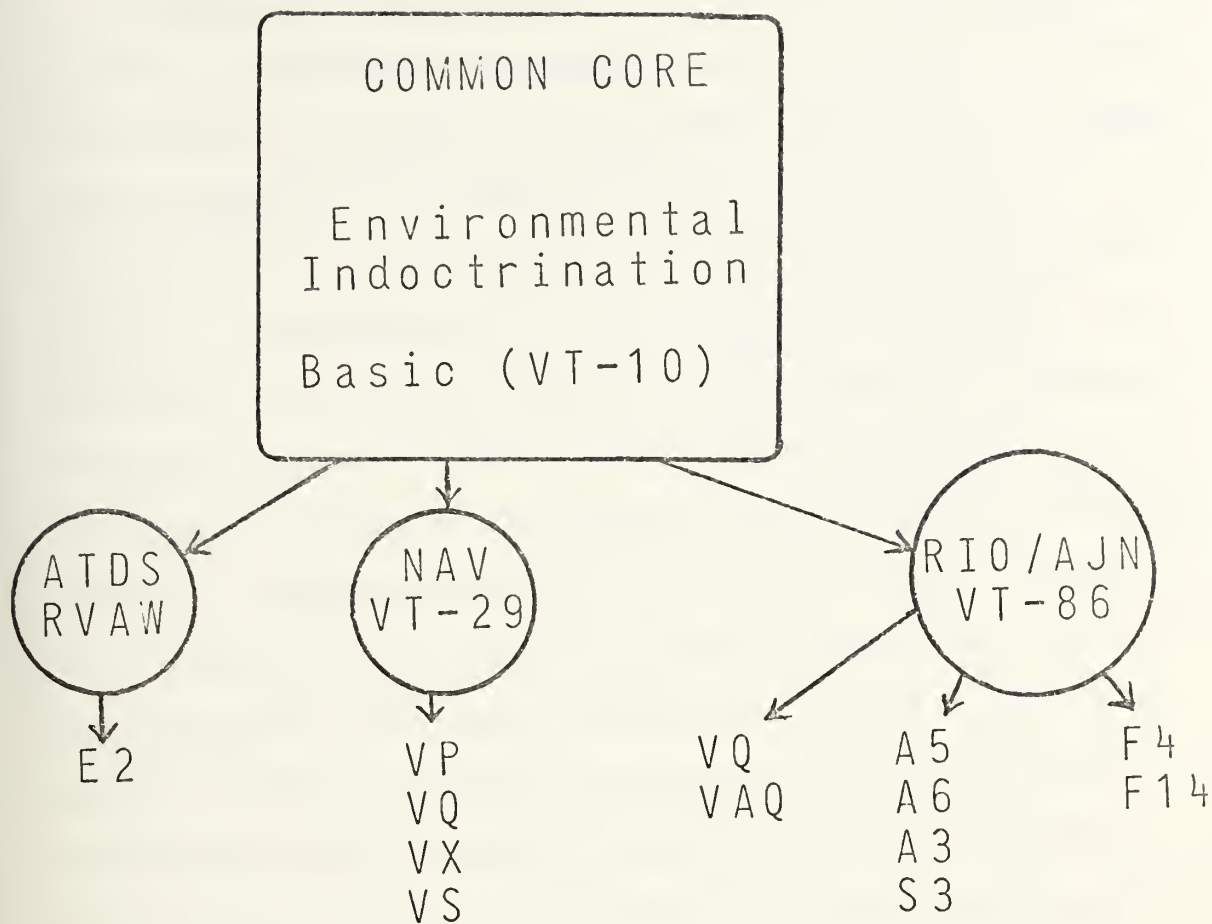 COMMON CORE
Environmental
Indoctrination
Basic (VT-10)
ATDS
RVAW
NAV
VT-29
RIO/AJN
VT-86
E2
VP
VQ
VX
VS
VQ
VAQ
A5
A6
A3
S3
F4
F14